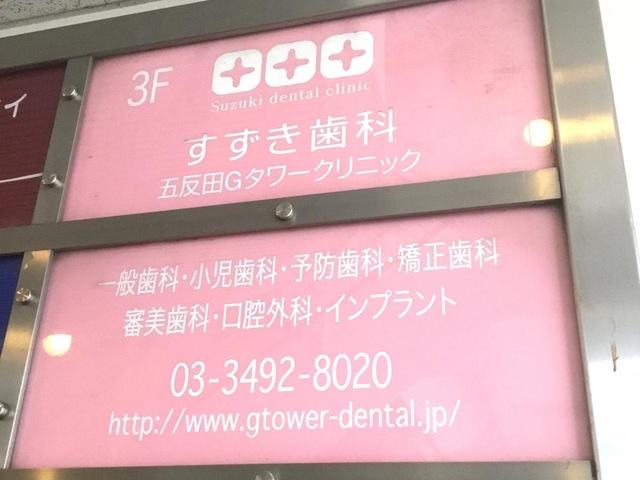 3F
Suzuki dental clinic
すずき歯科
五反田Gタワークリニック
一般歯科・小児歯科・予防歯科・矯正歯科
審美歯科・口腔外科・インプラント
03-3492-8020
http://www.gtower-dental.jp/